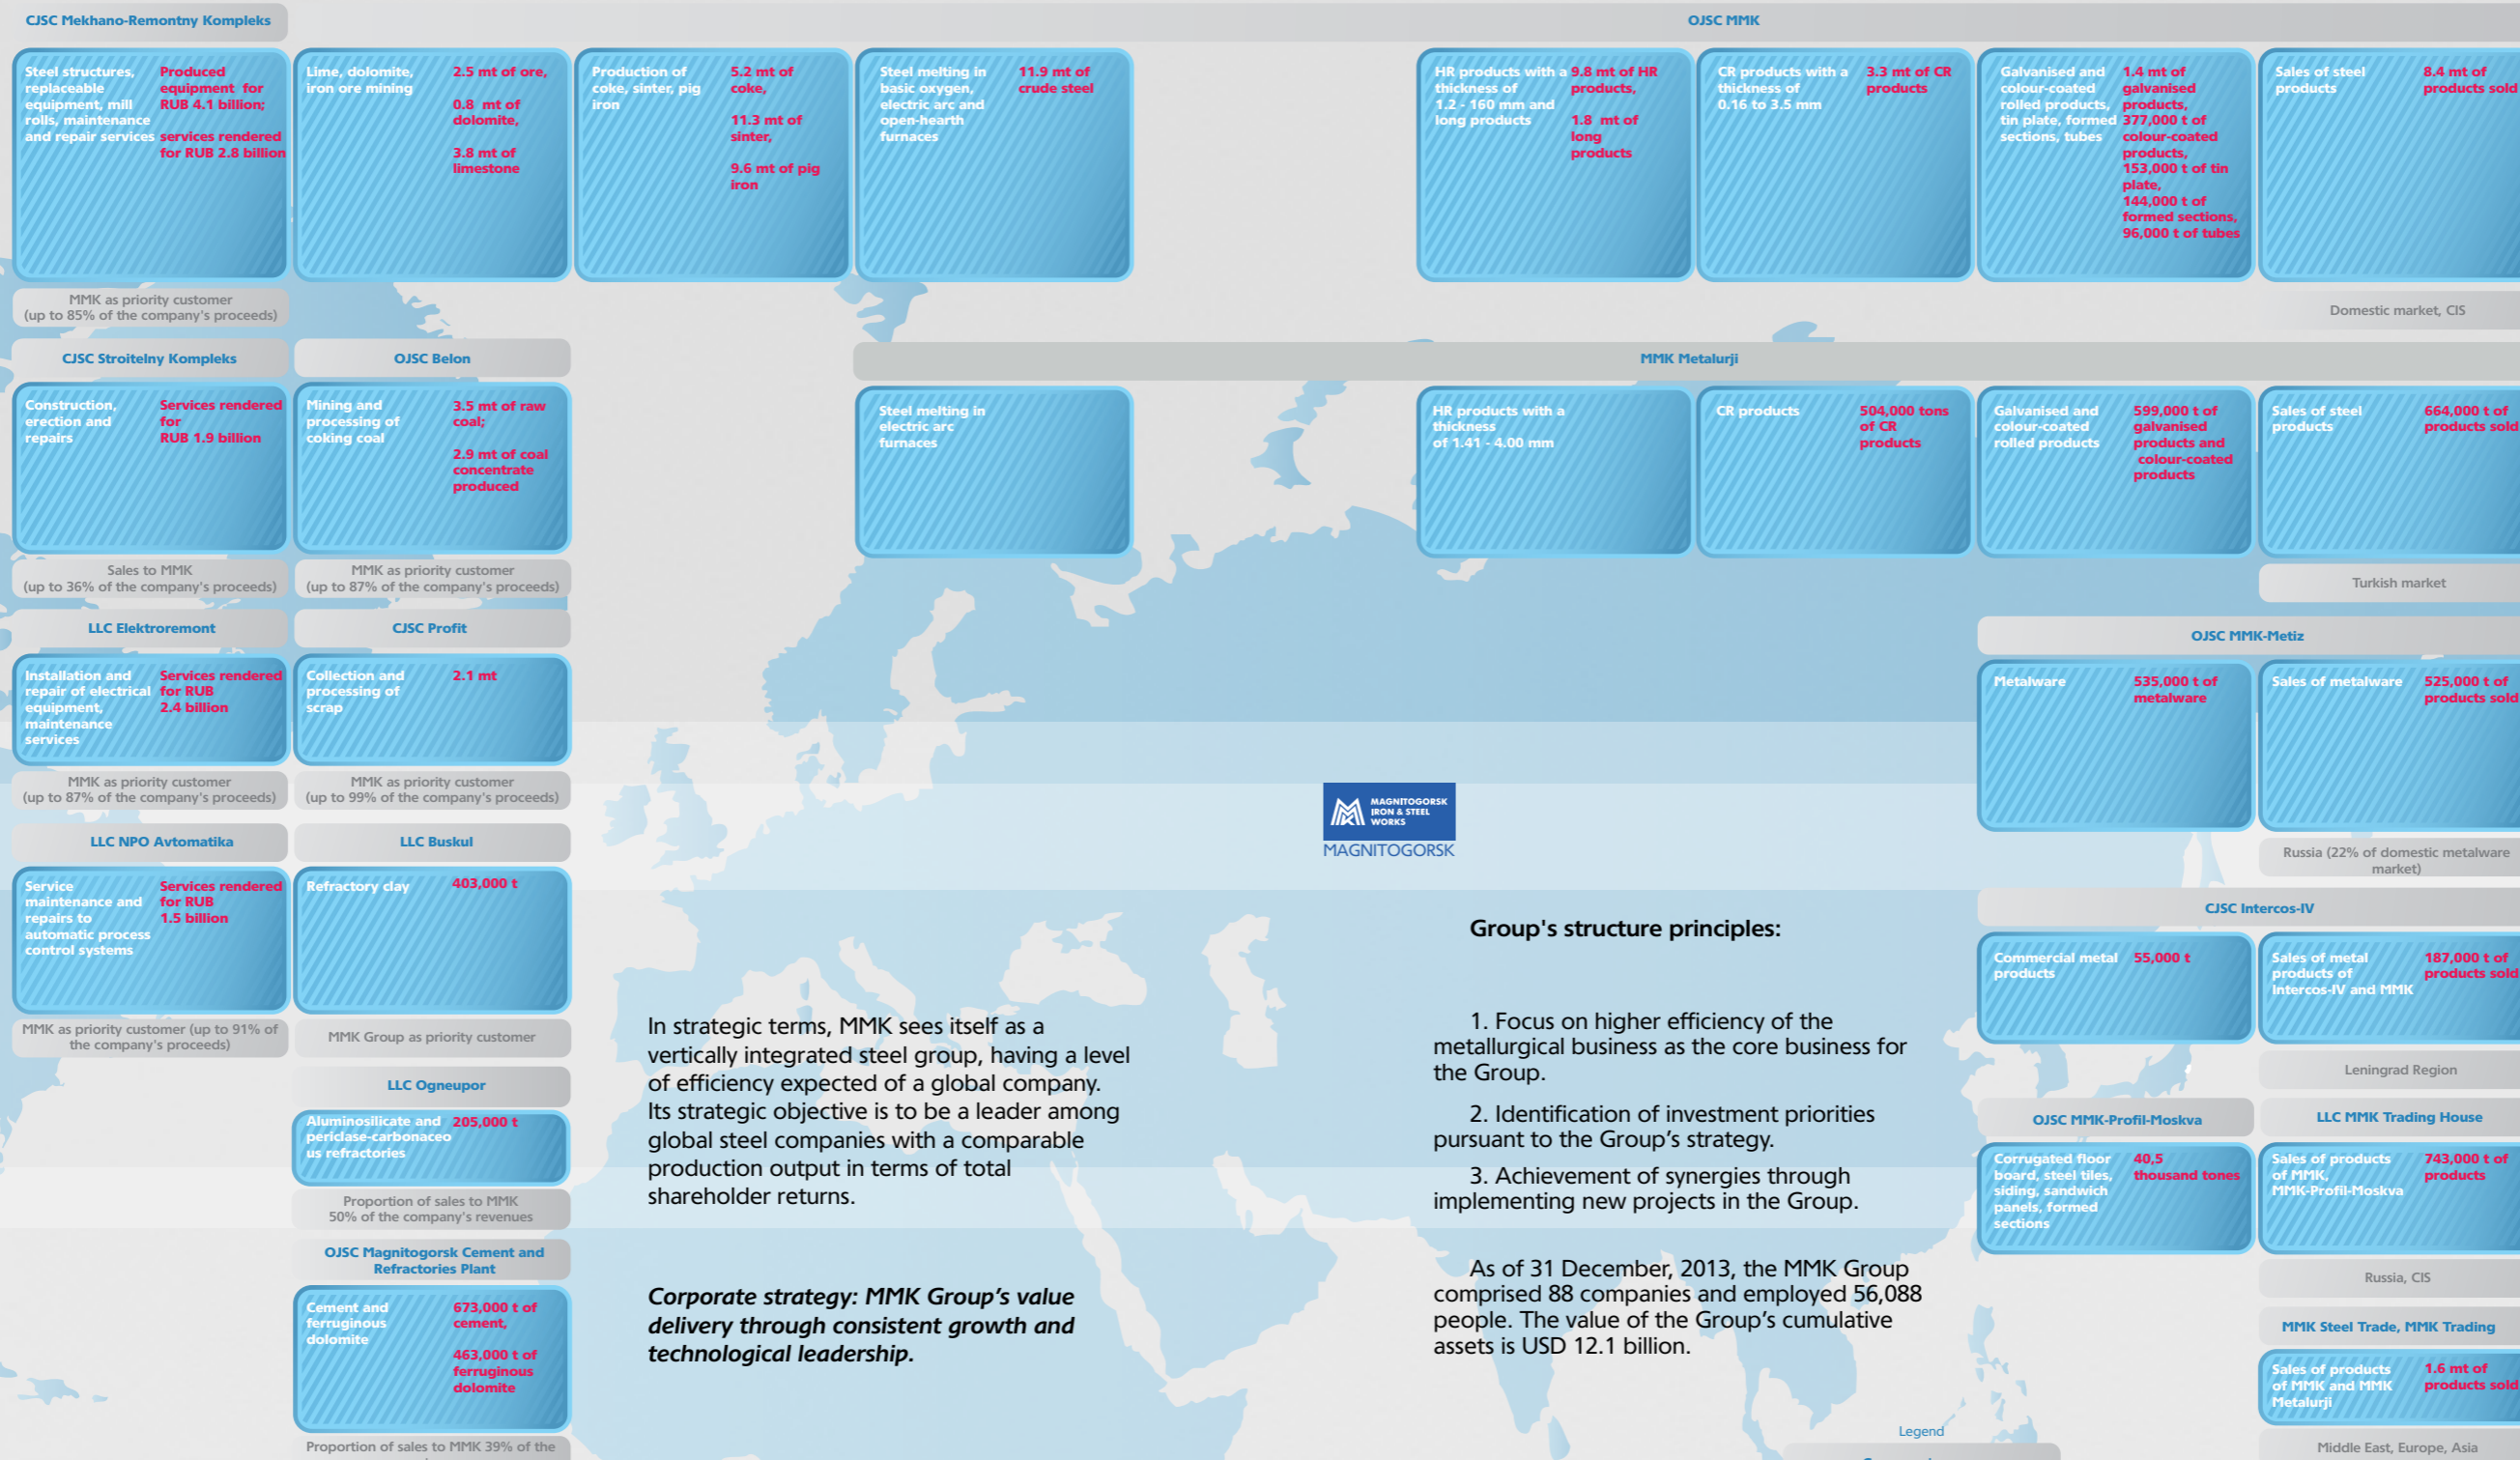 CJSC Mekhano-Remontny Kompleks
OJSC MMK
Steel structures,
replaceable
equipment, mill
rolls, maintenance
and repair services
Produced
equipment for
RUB 4.1 billion;
services rendered
for RUB 2.8 billion
Lime, dolomite,
iron ore mining
2.5 mt of ore,
0.8 mt of
dolomite,
3.8 mt of
limestone
Production of
coke, sinter, pig
iron
5.2 mt of
coke,
11.3 mt of
sinter,
9.6 mt of pig
iron
Steel melting in
basic oxygen,
electric arc and
open-hearth
furnaces
11.9 mt of
crude steel
HR products with a
thickness of
1.2 - 160 mm and
long products
9.8 mt of HR
products,
1.8 mt of
long
products
CR products with a
thickness of
0.16 to 3.5 mm
3.3 mt of CR
products
Galvanised and
colour-coated
rolled products,
tin plate, formed
sections, tubes
1.4 mt of
galvanised
products,
377,000 t of
colour-coated
products,
153,000 t of tin
plate,
144,000 t of
formed sections,
96,000 t of tubes
Sales of steel
products
8.4 mt of
products sold
MMK as priority customer
(up to 85% of the company's proceeds)
Domestic market, CIS
CJSC Stroitelny Kompleks
OJSC Belon
MMK Metalurji
Construction,
erection and
repairs
Services rendered
for
RUB 1.9 billion
Mining and
processing of
coking coal
3.5 mt of raw
coal;
2.9 mt of coal
concentrate
produced
Steel melting in
electric arc
furnaces
HR products with a
thickness
of 1.41 - 4.00 mm
CR products
504,000 tons
of CR
products
Galvanised and
colour-coated
rolled products
599,000 t of
galvanised
products and
colour-coated
products
Sales of steel
products
664,000 t of
products sold
Sales to MMK
(up to 36% of the company's proceeds)
MMK as priority customer
(up to 87% of the company's proceeds)
Turkish market
LLC Elektroremont
CJSC Profit
OJSC MMK-Metiz
Installation and
repair of electrical
equipment,
maintenance
services
Services rendered
for RUB
2.4 billion
Collection and
processing of
scrap
2.1 mt
Metalware
535,000 t of
metalware
Sales of metalware
525,000 t of
products sold
MMK as priority customer
(up to 87% of the company's proceeds)
MMK as priority customer
(up to 99% of the company's proceeds)
MAGNITOGORSK
IRON & STEEL
WORKS
MAGNITOGORSK
Russia (22% of domestic metalware
market)
LLC NPO Avtomatika
LLC Buskul
CJSC Intercos-IV
Service
maintenance and
repairs to
automatic process
control systems
Services rendered
for RUB
1.5 billion
Refractory clay
403,000 t
Commercial metal
products
55,000 t
Sales of metal
products of
Intercos-IV and MMK
187,000 t of
products sold
MMK as priority customer (up to 91% of
the company's proceeds)
MMK Group as priority customer
Leningrad Region
LLC Ogneupor
Aluminosilicate and
periclase-carbonaceo
us refractories
205,000 t
Proportion of sales to MMK
50% of the company's revenues
OJSC Magnitogorsk Cement and
Refractories Plant
Cement and
ferruginous
dolomite
673,000 t of
cement,
463,000 t of
ferruginous
dolomite
Proportion of sales to MMK 39% of the
In strategic terms, MMK sees itself as a
vertically integrated steel group, having a level
of efficiency expected of a global company.
Its strategic objective is to be a leader among
global steel companies with a comparable
production output in terms of total
shareholder returns.
Corporate strategy: MMK Group's value
delivery through consistent growth and
technological leadership.
Group's structure principles:
1. Focus on higher efficiency of the
metallurgical business as the core business for
the Group.
2. Identification of investment priorities
pursuant to the Group's strategy.
3. Achievement of synergies through
implementing new projects in the Group.
As of 31 December, 2013, the MMK Group
comprised 88 companies and employed 56,088
people. The value of the Group's cumulative
assets is USD 12.1 billion.
Legend
OJSC MMK-Profil-Moskva
LLC MMK Trading House
Corrugated floor
board, steel tiles,
siding, sandwich
panels, formed
sections
40,5
thousand tones
Sales of products
of MMK,
MMK-Profil-Moskva
743,000 t of
products
Russia, CIS
MMK Steel Trade, MMK Trading
Sales of products
of MMK and MMK
Metalurji
1.6 mt of
products sold
Middle East, Europe, Asia